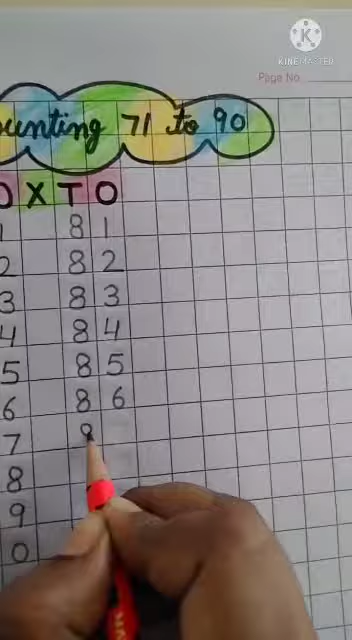 KINEMASTER
Page No
ounting 71 to 90
O X T O
1 8 1
2 8 2
3 8 3
4 8 4
5 8 5
6 8 6
7 8
8
9
0